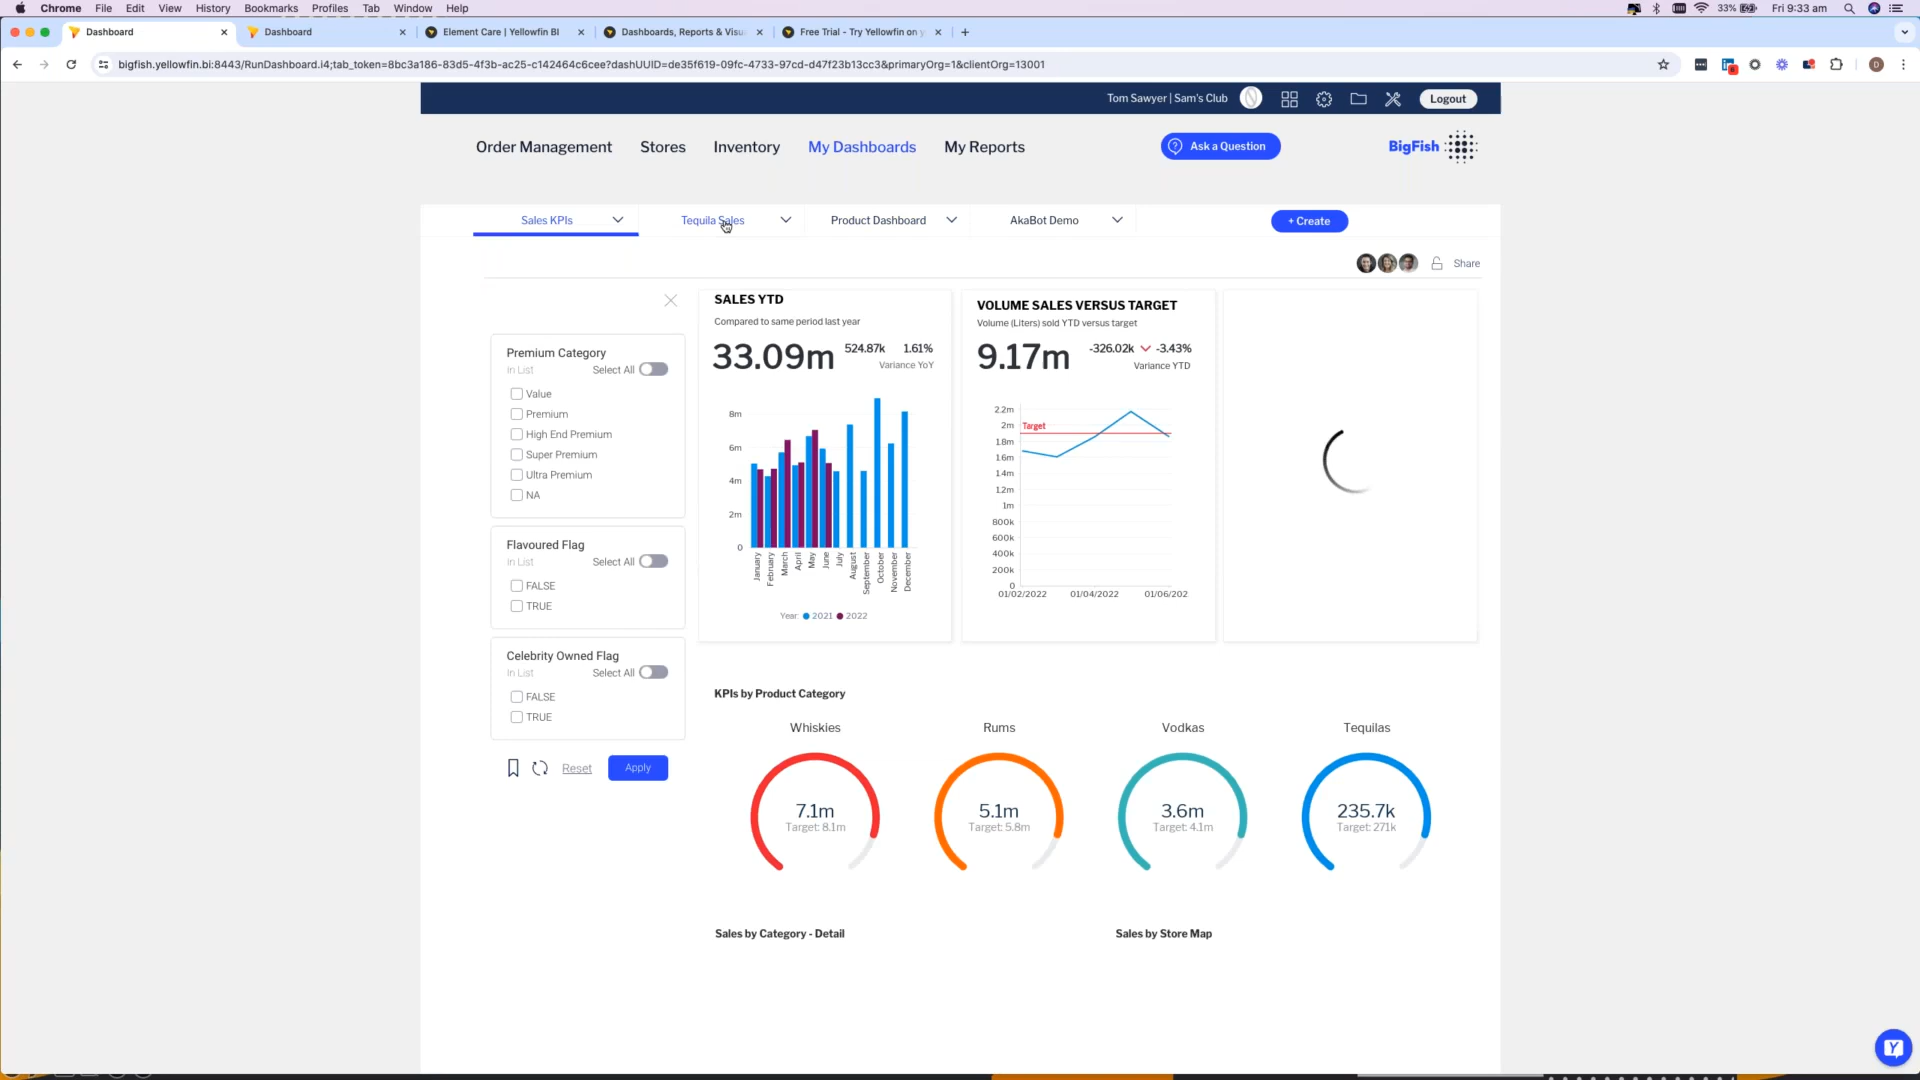 Chrome File Edit View History Bookmarks Profiles Tab Window Help 33% Fri 9:33 am
Dashboard Dashboard Element Care | Yellowfin BI Dashboards, Reports & Visu Free Trial - Try Yellowfin on y
bigfish.yellowfin.bi:8443/RunDashboard.i4;tab_token=8bc3a186-83d5-4f3b-ac25-c142464c6cee?dashUUID=de35f619-09fc-4733-97cd-d47f23b13cc3&primaryOrg=1&clientOrg=13001
Tom Sawyer | Sam's Club Logout
Order Management Stores Inventory My Dashboards My Reports Ask a Question BigFish
Sales KPIs Tequila Sales Product Dashboard AkaBot Demo + Create
Share
Premium Category
In List Select All
Value
Premium
High End Premium
Super Premium
Ultra Premium
NA
Flavoured Flag
In List Select All
FALSE
TRUE
Celebrity Owned Flag
In List Select All
FALSE
TRUE
Reset Apply
SALES YTD
Compared to same period last year
33.09m 524.87k 1.61%
Variance YoY
8m
6m
4m
2m
0
January February March April May June July August September October November December
Year: 2021 2022
VOLUME SALES VERSUS TARGET
Volume (Liters) sold YTD versus target
9.17m -326.02k -3.43%
Variance YTD
2.2m
2m
Target
1.8m
1.6m
1.4m
1.2m
1m
800k
600k
400k
200k
0
01/02/2022 01/04/2022 01/06/202
KPIs by Product Category
Whiskies Rums Vodkas Tequilas
7.1m 5.1m 3.6m 235.7k
Target: 8.1m Target: 5.8m Target: 4.1m Target: 271k
Sales by Category - Detail Sales by Store Map